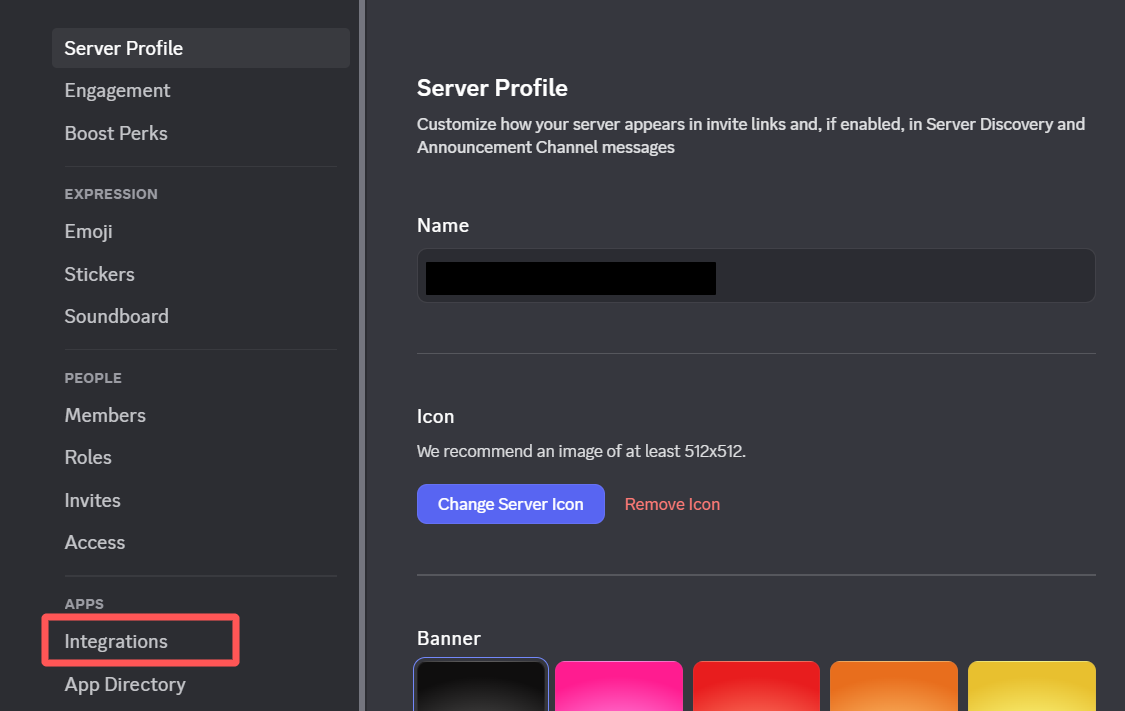 Server Profile
Engagement
Boost Perks
EXPRESSION
Emoji
Stickers
Soundboard
PEOPLE
Members
Roles
Invites
Access
APPS
Integrations
App Directory
Server Profile
Customize how your server appears in invite links and, if enabled, in Server Discovery and
Announcement Channel messages
Name
Icon
We recommend an image of at least 512x512.
Change Server Icon
Remove Icon
Banner